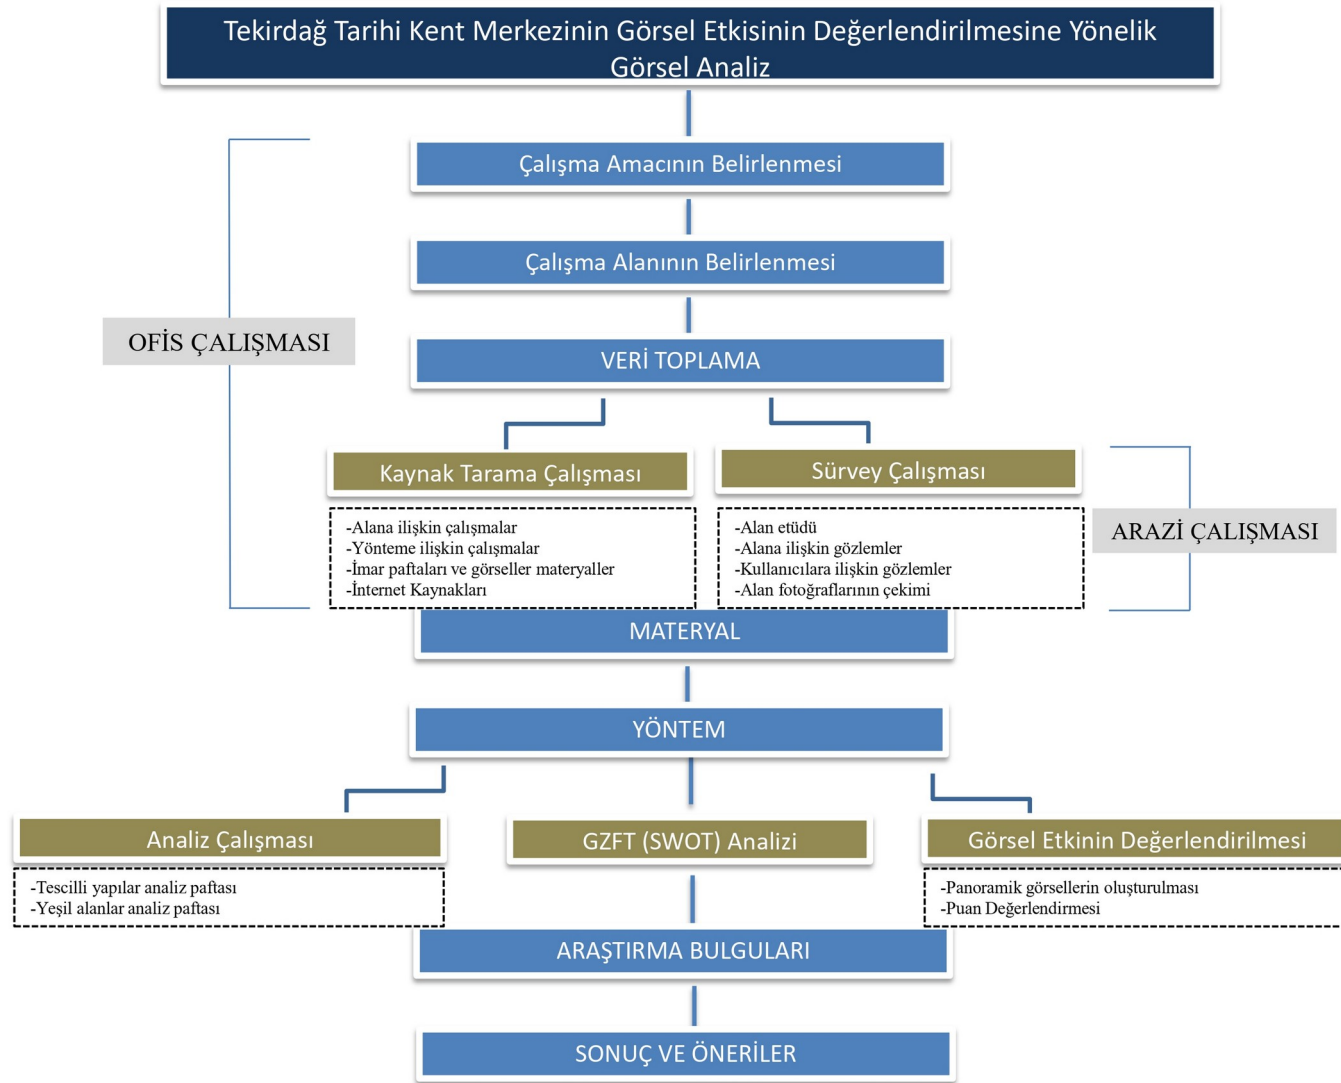 Tekirdağ Tarihi Kent Merkezinin Görsel Etkisinin Değerlendirilmesine Yönelik
Görsel Analiz
Çalışma Amacının Belirlenmesi
Çalışma Alanının Belirlenmesi
OFİS ÇALIŞMASI
VERİ TOPLAMA
Kaynak Tarama Çalışması
-Alana ilişkin çalışmalar
-Yönteme ilişkin çalışmalar
-İmar paftaları ve görseller materyaller
-İnternet Kaynakları
Sürvey Çalışması
-Alan etüdü
-Alana ilişkin gözlemler
-Kullanıcılara ilişkin gözlemler
-Alan fotoğraflarının çekimi
ARAZİ ÇALIŞMASI
MATERYAL
YÖNTEM
Analiz Çalışması
-Tescilli yapılar analiz paftası
-Yeşil alanlar analiz paftası
GZFT (SWOT) Analizi
Görsel Etkinin Değerlendirilmesi
-Panoramik görsellerin oluşturulması
-Puan Değerlendirmesi
ARAŞTIRMA BULGULARI
SONUÇ VE ÖNERİLER